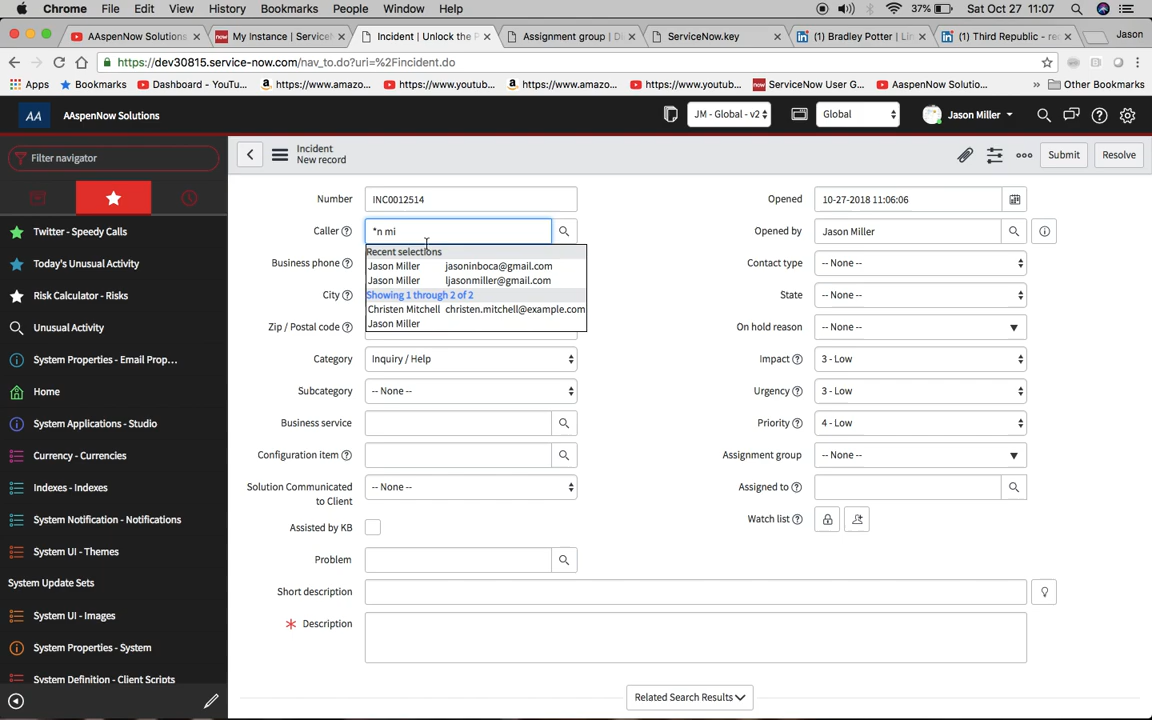 Chrome File Edit View History Bookmarks People Window Help 37% Sat Oct 27 11:07
AAspenNow Solutions
My Instance | Service
Incident | Unlock the P
Assignment group | Di
ServiceNow.key
(1) Bradley Potter | Lin
(1) Third Republic - re
Jason
https://dev30815.service-now.com/nav_to.do?uri=%2Fincident.do
Apps Bookmarks Dashboard - YouTu... https://www.amazo... https://www.youtub... https://www.amazo... https://www.youtub... ServiceNow User G... AaspenNow Solutio... » Other Bookmarks
AA AAspenNow Solutions JM - Global - v2 Global Jason Miller
Filter navigator
Twitter - Speedy Calls
Today's Unusual Activity
Risk Calculator - Risks
Unusual Activity
System Properties - Email Prop...
Home
System Applications - Studio
Currency - Currencies
Indexes - Indexes
System Notification - Notifications
System UI - Themes
System Update Sets
System UI - Images
System Properties - System
System Definition - Client Scripts
Incident
New record
Submit Resolve
Number INC0012514
Caller *n mi
Recent selections
Jason Miller jasoninboca@gmail.com
Jason Miller ljasonmiller@gmail.com
Showing 1 through 2 of 2
Christen Mitchell christen.mitchell@example.com
Jason Miller
Business phone
City
Zip / Postal code
Category Inquiry / Help
Subcategory -- None --
Business service
Configuration item
Solution Communicated
to Client
-- None --
Assisted by KB
Problem
Opened 10-27-2018 11:06:06
Opened by Jason Miller
Contact type -- None --
State -- None --
On hold reason -- None --
Impact 3 - Low
Urgency 3 - Low
Priority 4 - Low
Assignment group -- None --
Assigned to
Watch list
Short description
Description
Related Search Results